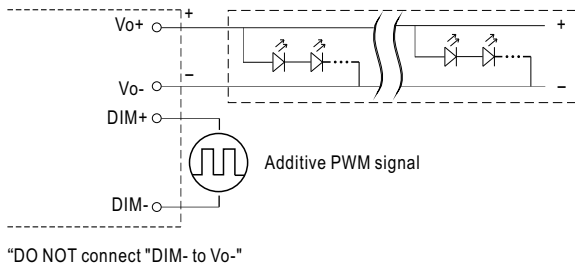 Vo+ + +
Vo- – –
DIM+
Additive PWM signal
DIM-
“DO NOT connect "DIM- to Vo-"